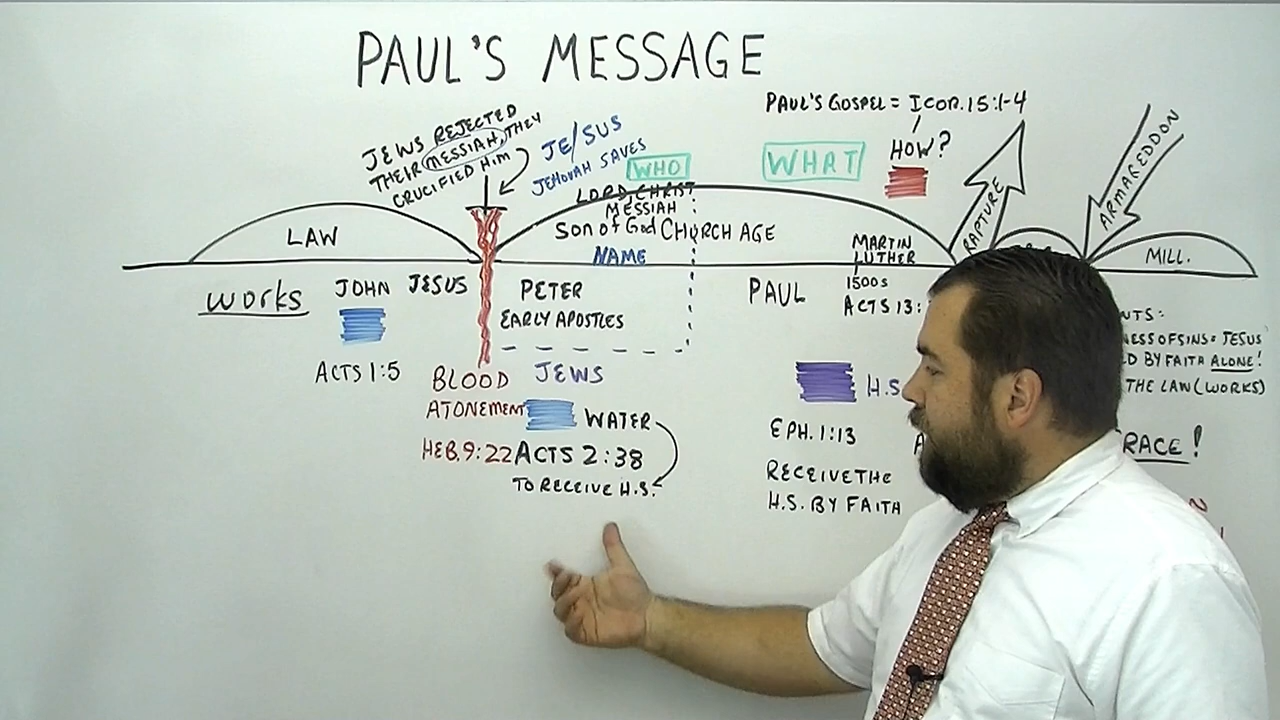 PAUL'S MESSAGE
JEWS REJECTED
THEIR MESSIAH, THEY
CRUCIFIED HIM
JE/SUS
JEHOVAH SAVES
WHO
LORD, CHRIST
MESSIAH
Son of God
NAME
CHURCH AGE
WHAT
PAUL'S GOSPEL = I COR. 15:1-4
HOW?
RAPTURE
ARMAGEDDON
MILL.
LAW
MARTIN
LUTHER
1500s
ACTS 13:
WORKS
JOHN
JESUS
ACTS 1:5
PETER
EARLY APOSTLES
JEWS
BLOOD
ATONEMENT
HEB. 9:22
WATER
ACTS 2:38
TO RECEIVE H.S.
PAUL
H.S.
EPH. 1:13
RECEIVE THE
H.S. BY FAITH
JESUS
BY FAITH ALONE!
THE LAW (WORKS)